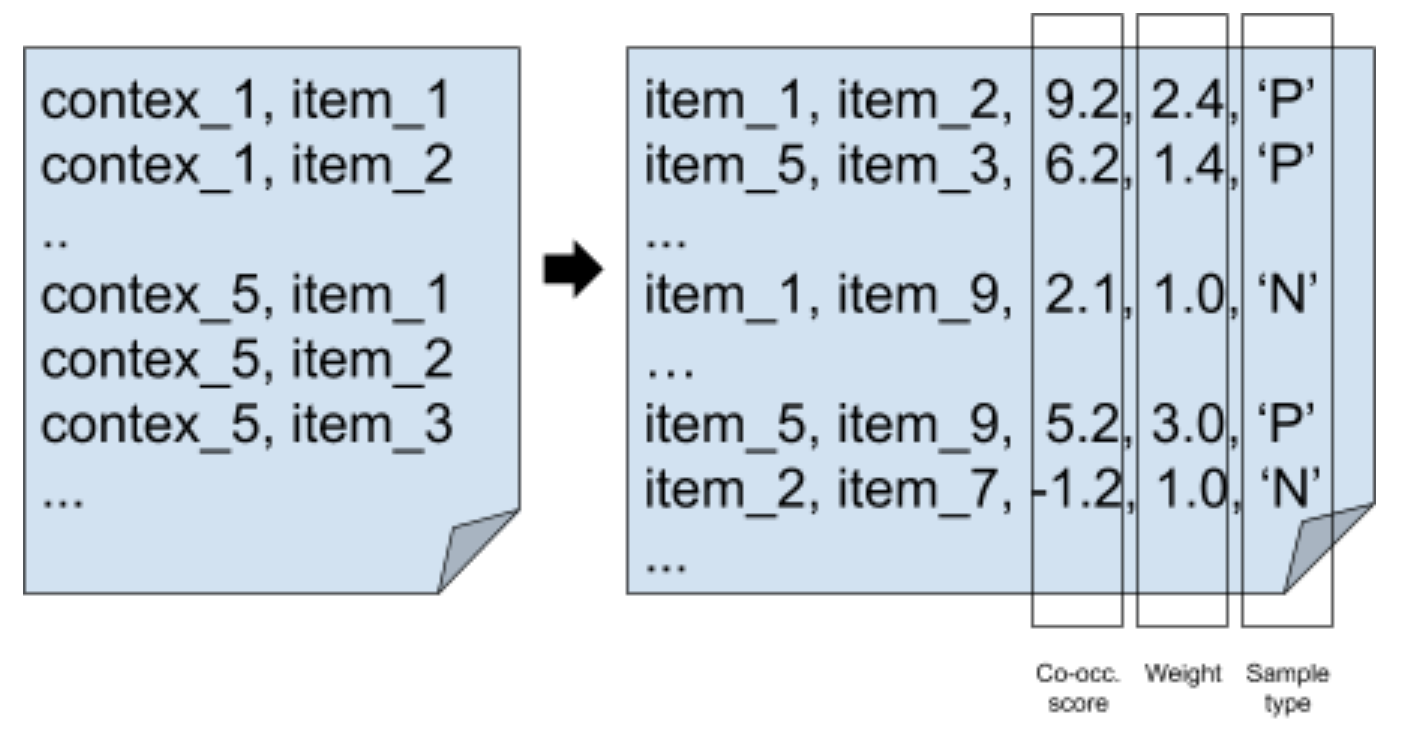 contex_1, item_1
contex_1, item_2
..
contex_5, item_1
contex_5, item_2
contex_5, item_3
...
item_1, item_2, 9.2, 2.4, ‘P’
item_5, item_3, 6.2, 1.4, ‘P’
...
item_1, item_9, 2.1, 1.0, ‘N’
...
item_5, item_9, 5.2, 3.0, ‘P’
item_2, item_7, -1.2, 1.0, ‘N’
...
Co-occ. score
Weight
Sample type